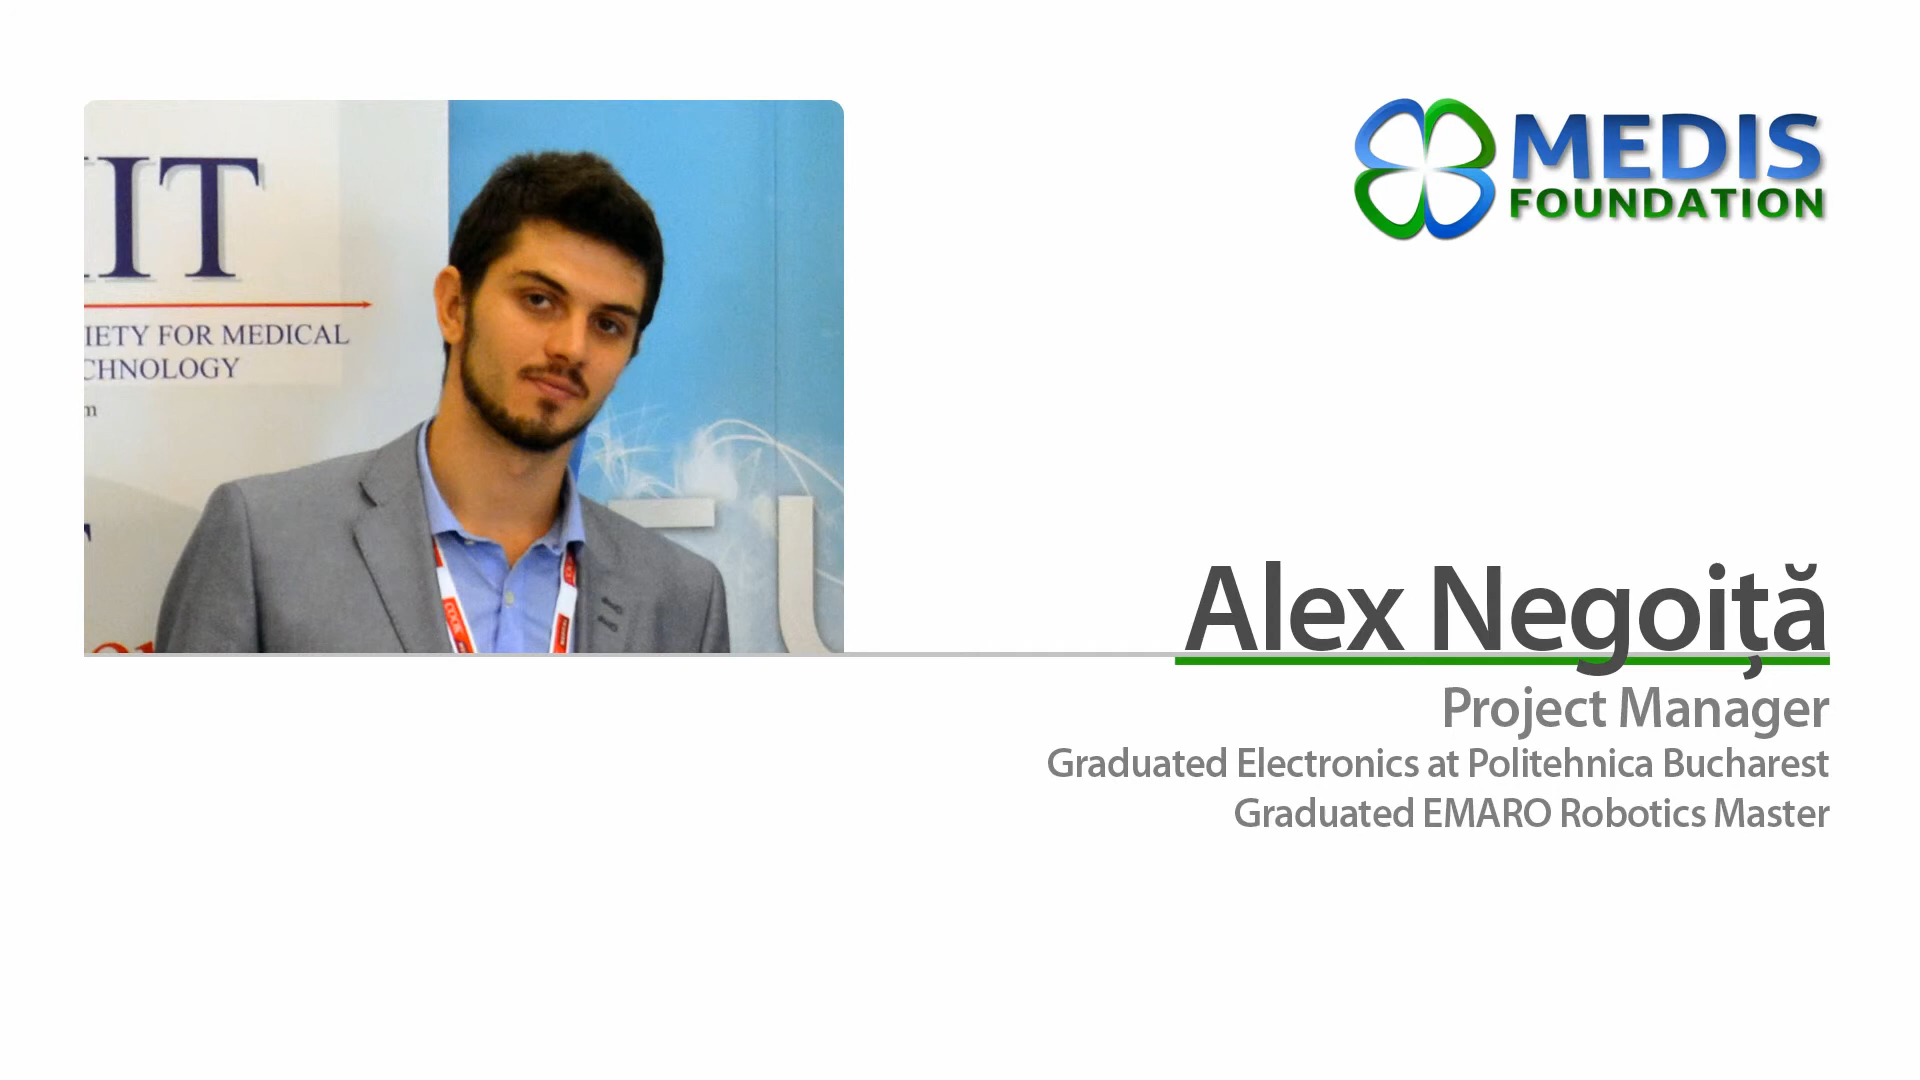 IIT
IETY FOR MEDICAL
CHNOLOGY
m
MEDIS
FOUNDATION
Alex Negoiță
Project Manager
Graduated Electronics at Politehnica Bucharest
Graduated EMARO Robotics Master